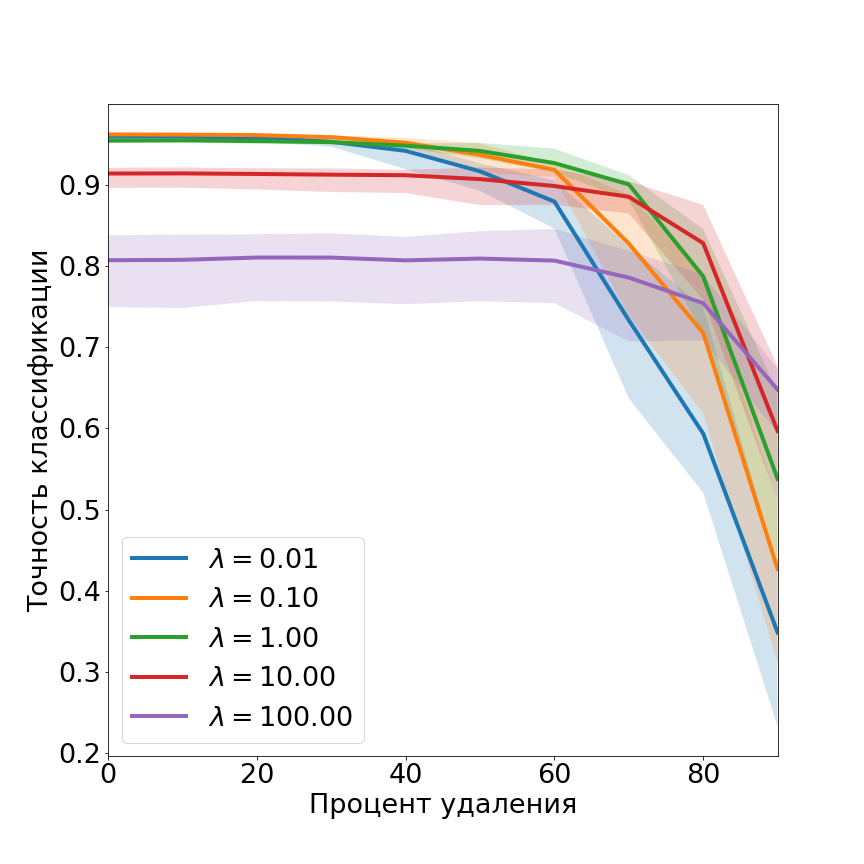 Точность классификации
0.9
0.8
0.7
0.6
0.5
0.4
0.3
0.2
λ = 0.01
λ = 0.10
λ = 1.00
λ = 10.00
λ = 100.00
0 20 40 60 80
Процент удаления